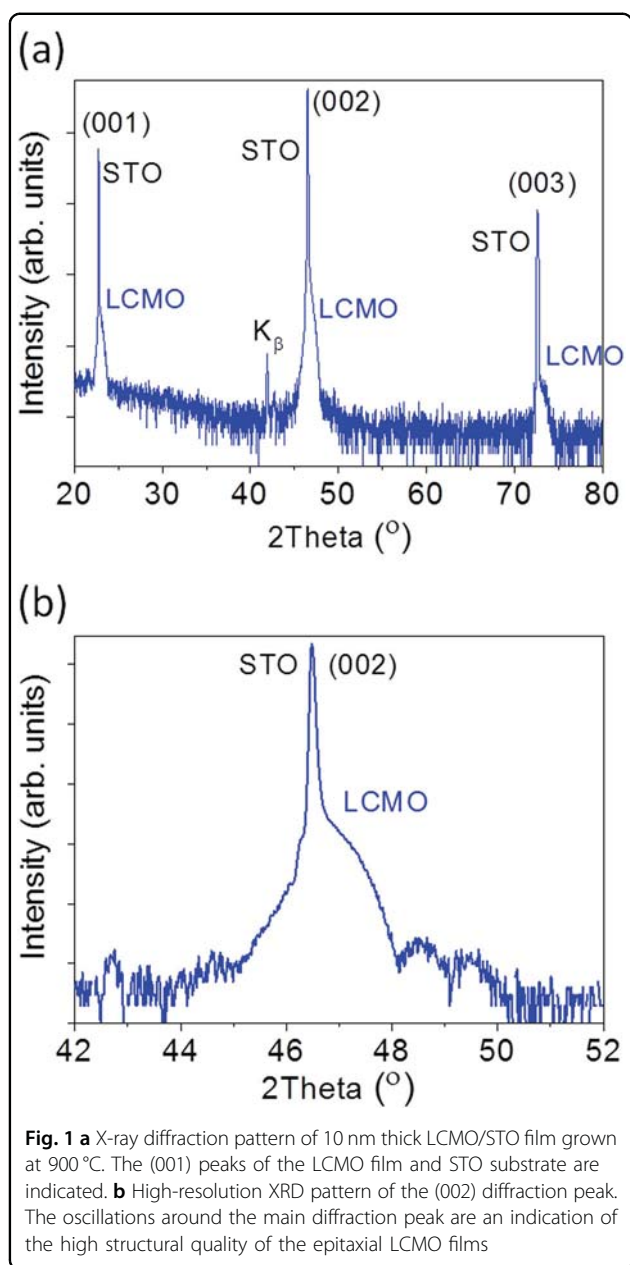 (a)
(002)
(001)
STO
STO
(003)
STO
LCMO
LCMO
Kβ
LCMO
Intensity (arb. units)
20 30 40 50 60 70 80
2Theta (°)
(b)
STO (002)
LCMO
Intensity (arb. units)
42 44 46 48 50 52
2Theta (°)
Fig. 1 a X-ray diffraction pattern of 10 nm thick LCMO/STO film grown
at 900 °C. The (001) peaks of the LCMO film and STO substrate are
indicated. b High-resolution XRD pattern of the (002) diffraction peak.
The oscillations around the main diffraction peak are an indication of
the high structural quality of the epitaxial LCMO films